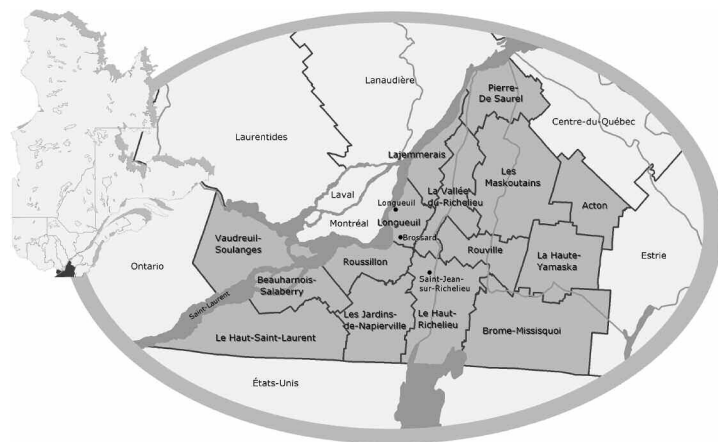 Lanaudière
Pierre-
De Saurel
Centre-du-Québec
Laurentides
Lajemmerais
Les
Maskoutains
Laval
La Vallée
du-Richelieu
Longueuil
Acton
Montréal
Longueuil
Brossard
Vaudreuil-
Soulanges
Rouville
La Haute-
Yamaska
Estrie
Ontario
Roussillon
Beauharnois-
Salaberry
Saint-Jean-
sur-Richelieu
Saint-Laurent
Les Jardins-
de-Napierville
Le Haut-
Richelieu
Brome-Missisquoi
Le Haut-Saint-Laurent
États-Unis